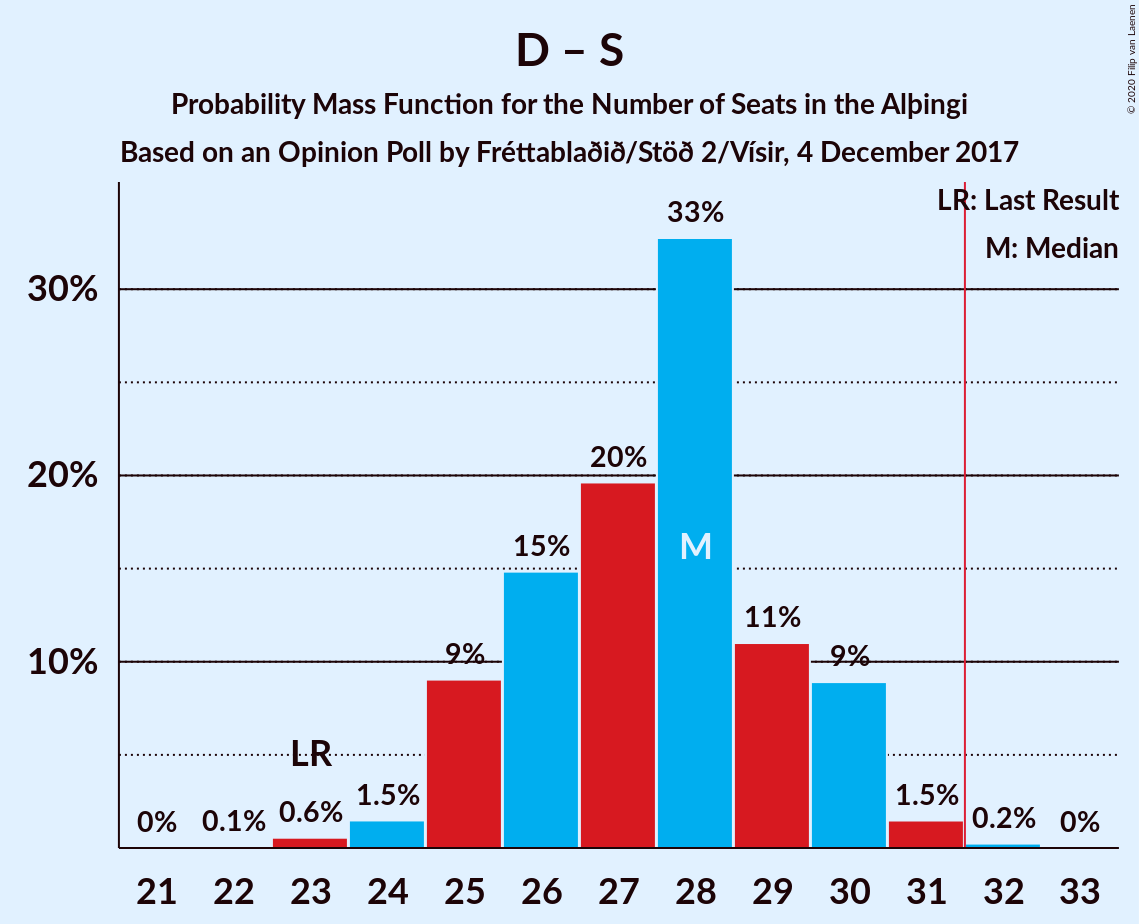 D – S
Probability Mass Function for the Number of Seats in the Alþingi
Based on an Opinion Poll by Fréttablaðið/Stöð 2/Vísir, 4 December 2017
© 2020 Filip van Laenen
LR: Last Result
M: Median
33%
30%
20%
20%
15%
M
11%
10%
9%
9%
LR
0%
0.1%
0.6%
1.5%
1.5%
0.2%
0%
21 22 23 24 25 26 27 28 29 30 31 32 33